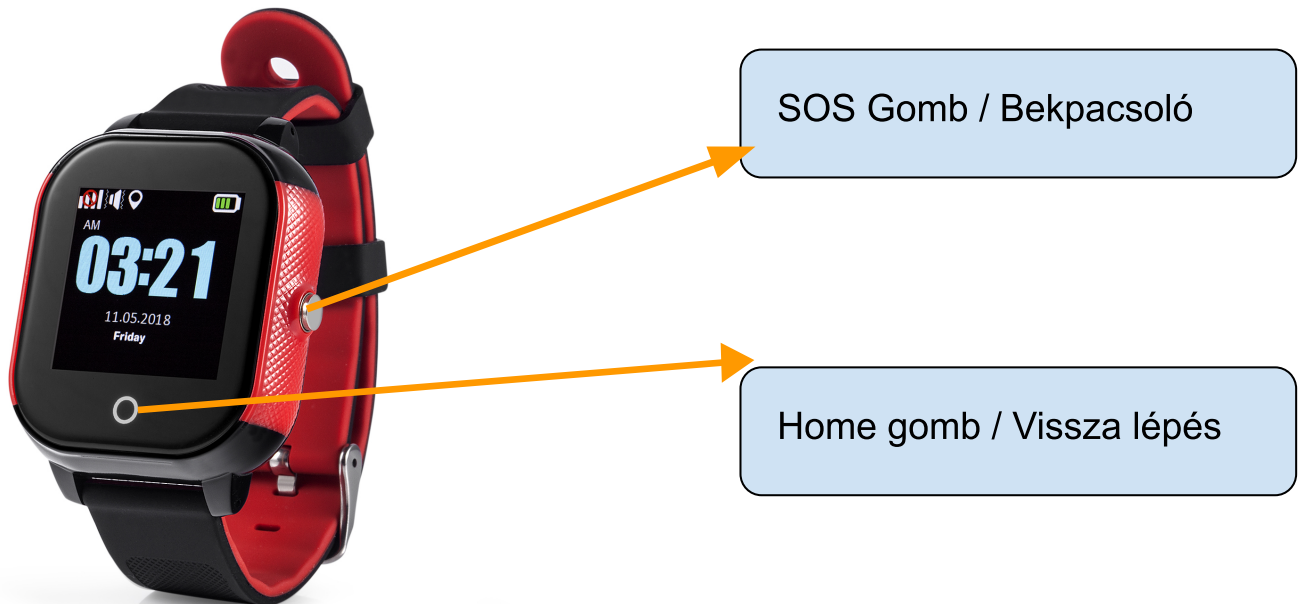 SOS Gomb / Bekpacsoló
AM
03:21
11.05.2018
Friday
Home gomb / Vissza lépés